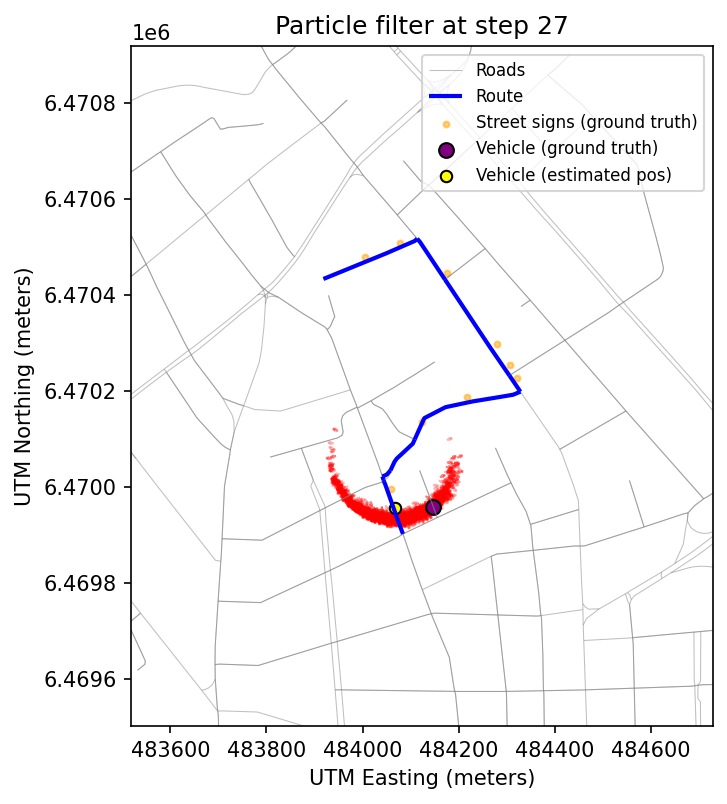 Particle filter at step 27
1e6
Roads
Route
Street signs (ground truth)
Vehicle (ground truth)
Vehicle (estimated pos)
6.4708
6.4706
6.4704
6.4702
6.4700
6.4698
6.4696
UTM Northing (meters)
483600 483800 484000 484200 484400 484600
UTM Easting (meters)